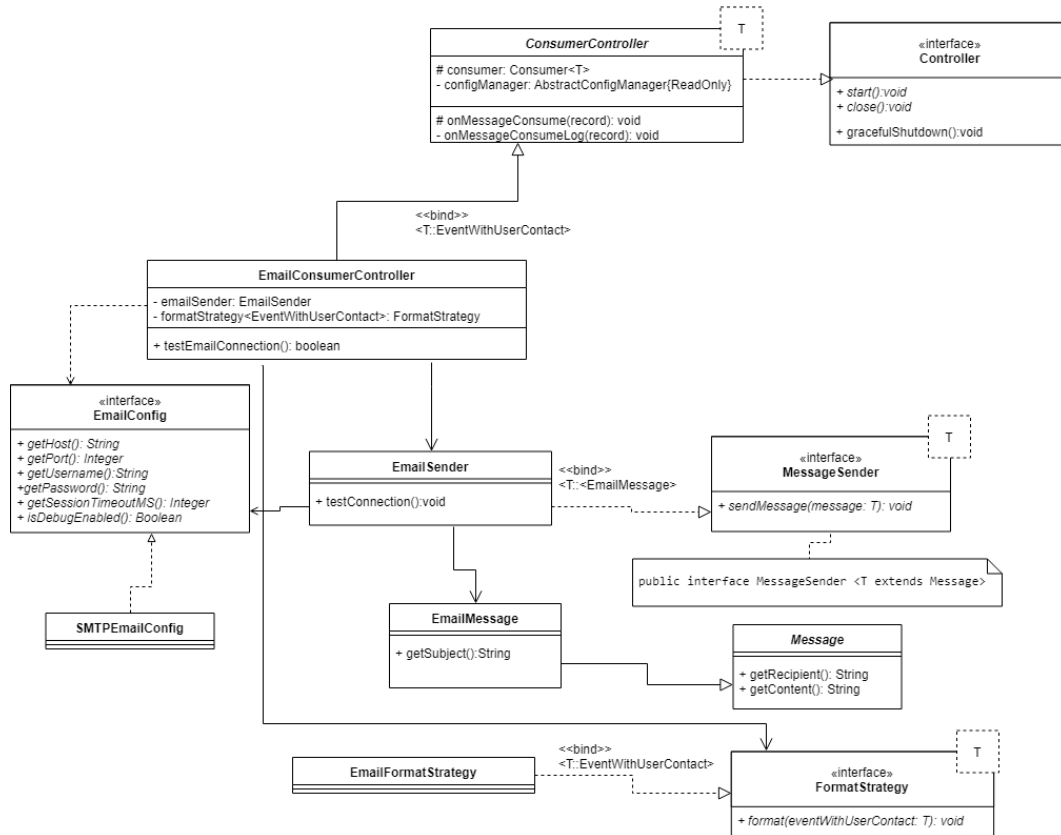 T
ConsumerController
# consumer: Consumer<T>
- configManager: AbstractConfigManager{ReadOnly}
# onMessageConsume(record): void
- onMessageConsumeLog(record): void
«interface»
Controller
+ start():void
+ close():void
+ gracefulShutdown():void
<<bind>>
<T::EventWithUserContact>
EmailConsumerController
- emailSender: EmailSender
- formatStrategy<EventWithUserContact>: FormatStrategy
+ testEmailConnection(): boolean
«interface»
EmailConfig
+ getHost(): String
+ getPort(): Integer
+ getUsername():String
+getPassword(): String
+ getSessionTimeoutMS(): Integer
+ isDebugEnabled(): Boolean
EmailSender
+ testConnection():void
<<bind>>
<T::<EmailMessage>
T
«interface»
MessageSender
+ sendMessage(message: T): void
public interface MessageSender <T extends Message>
SMTPEmailConfig
EmailMessage
+ getSubject():String
Message
+ getRecipient(): String
+ getContent(): String
EmailFormatStrategy
<<bind>>
<T::EventWithUserContact>
T
«interface»
FormatStrategy
+ format(eventWithUserContact: T): void